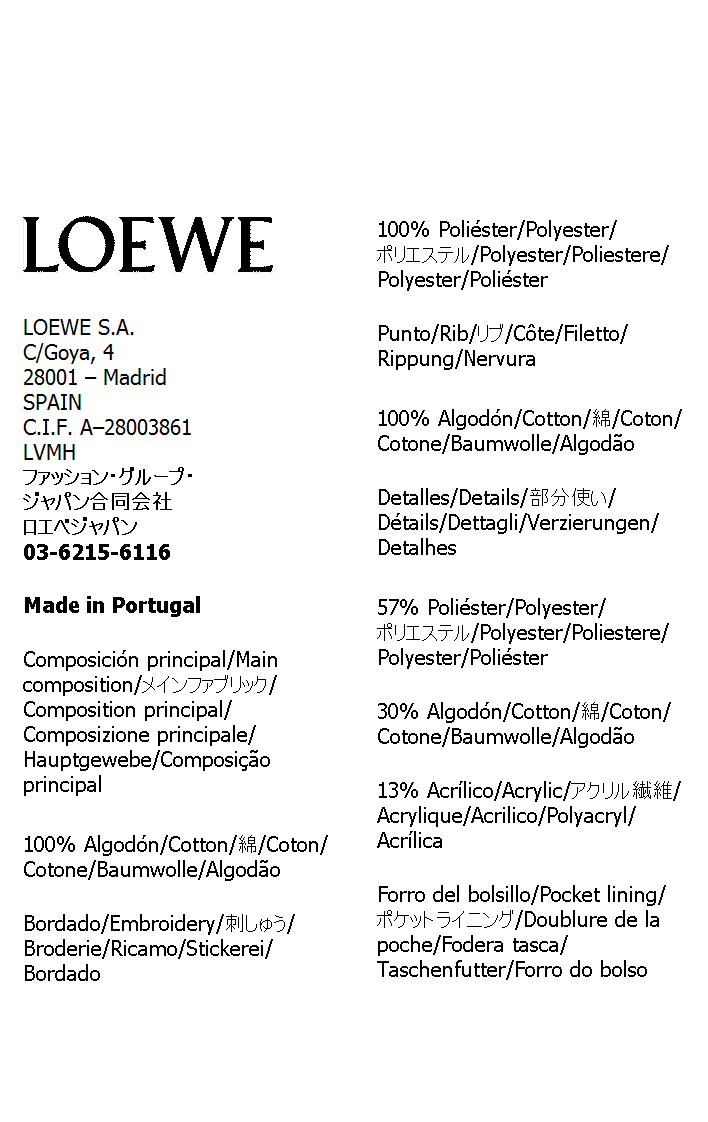 LOEWE
LOEWE S.A.
C/Goya, 4
28001 – Madrid
SPAIN
C.I.F. A–28003861
LVMH
ファッション・グループ・
ジャパン合同会社
ロエベジャパン
03-6215-6116
Made in Portugal
Composición principal/Main
composition/メインファブリック/
Composition principal/
Composizione principale/
Hauptgewebe/Composição
principal
100% Algodón/Cotton/綿/Coton/
Cotone/Baumwolle/Algodão
Bordado/Embroidery/刺しゅう/
Broderie/Ricamo/Stickerei/
Bordado
100% Poliéster/Polyester/
ポリエステル/Polyester/Poliestere/
Polyester/Poliéster
Punto/Rib/リブ/Côte/Filetto/
Rippung/Nervura
100% Algodón/Cotton/綿/Coton/
Cotone/Baumwolle/Algodão
Detalles/Details/部分使い/
Détails/Dettagli/Verzierungen/
Detalhes
57% Poliéster/Polyester/
ポリエステル/Polyester/Poliestere/
Polyester/Poliéster
30% Algodón/Cotton/綿/Coton/
Cotone/Baumwolle/Algodão
13% Acrílico/Acrylic/アクリル繊維/
Acrylique/Acrilico/Polyacryl/
Acrílica
Forro del bolsillo/Pocket lining/
ポケットライニング/Doublure de la
poche/Fodera tasca/
Taschenfutter/Forro do bolso